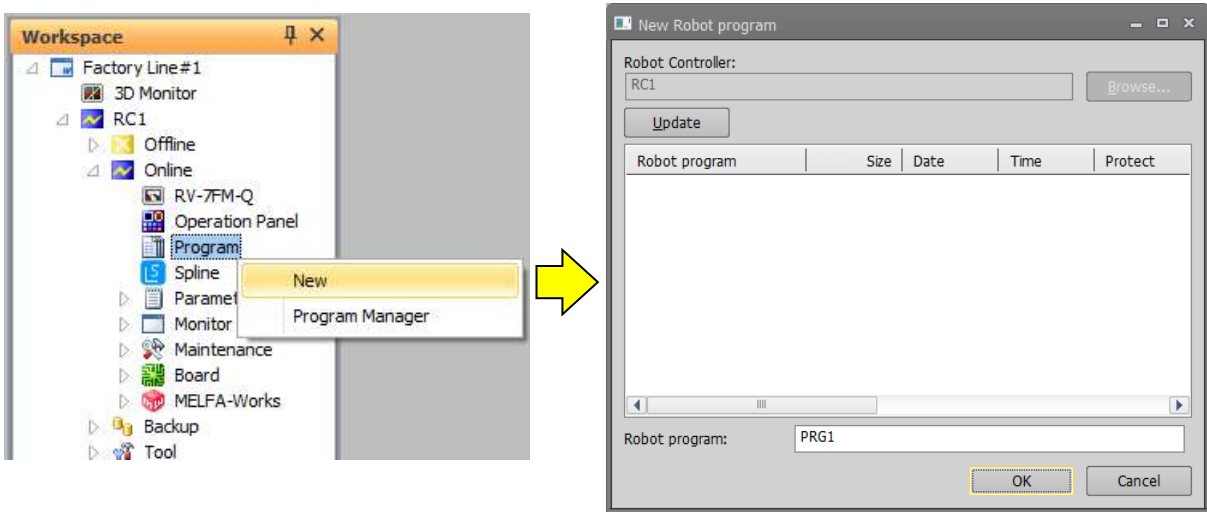 Workspace
Factory Line#1
3D Monitor
RC1
Offline
Online
RV-7FM-Q
Operation Panel
Program
Spline
Paramet
Monitor
Maintenance
Board
MELFA-Works
Backup
Tool
New
Program Manager
New Robot program
Robot Controller:
RC1
Browse...
Update
Robot program Size Date Time Protect
Robot program: PRG1
OK Cancel